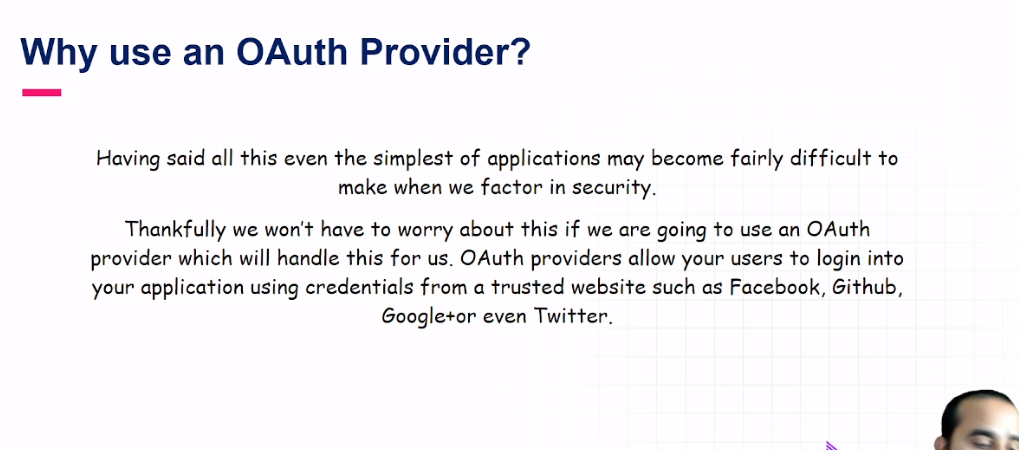 Why use an OAuth Provider?
Having said all this even the simplest of applications may become fairly difficult to
make when we factor in security.
Thankfully we won't have to worry about this if we are going to use an OAuth
provider which will handle this for us. OAuth providers allow your users to login into
your application using credentials from a trusted website such as Facebook, Github,
Google+or even Twitter.